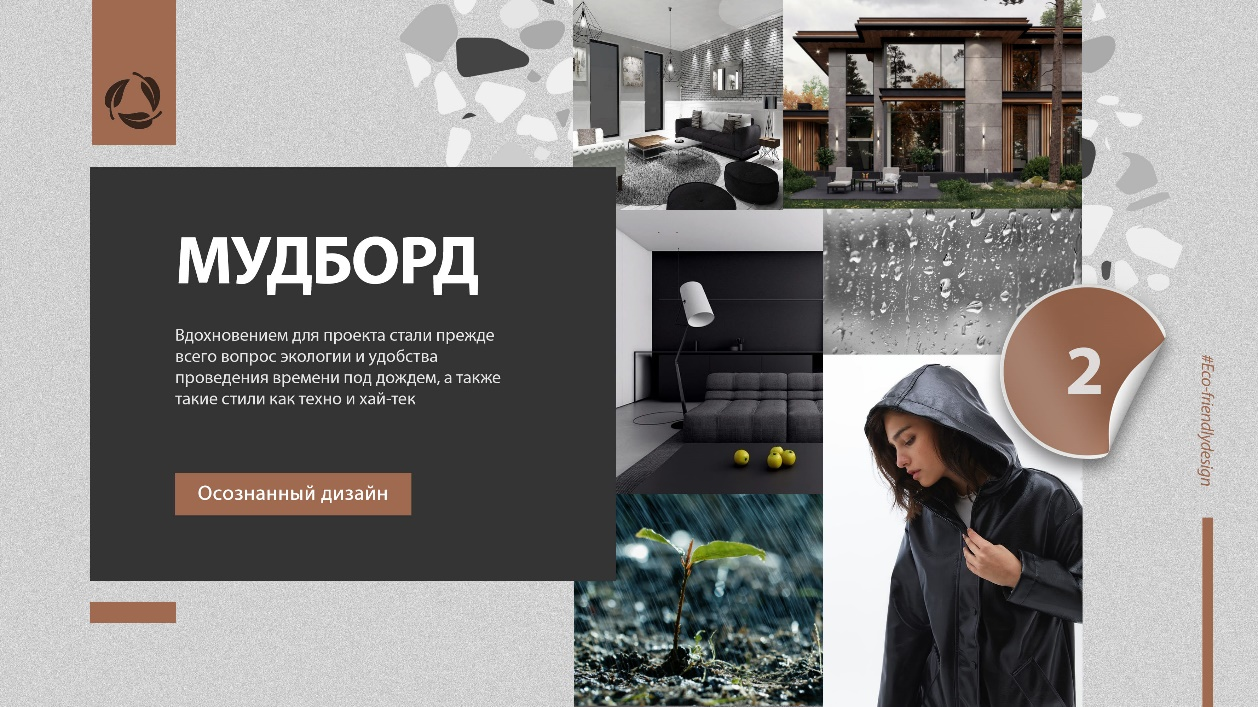 МУДБОРД
Вдохновением для проекта стали прежде
всего вопрос экологии и удобства
проведения времени под дождем, а также
такие стили как техно и хай-тек
Осознанный дизайн
2
#Eco-friendlydesign